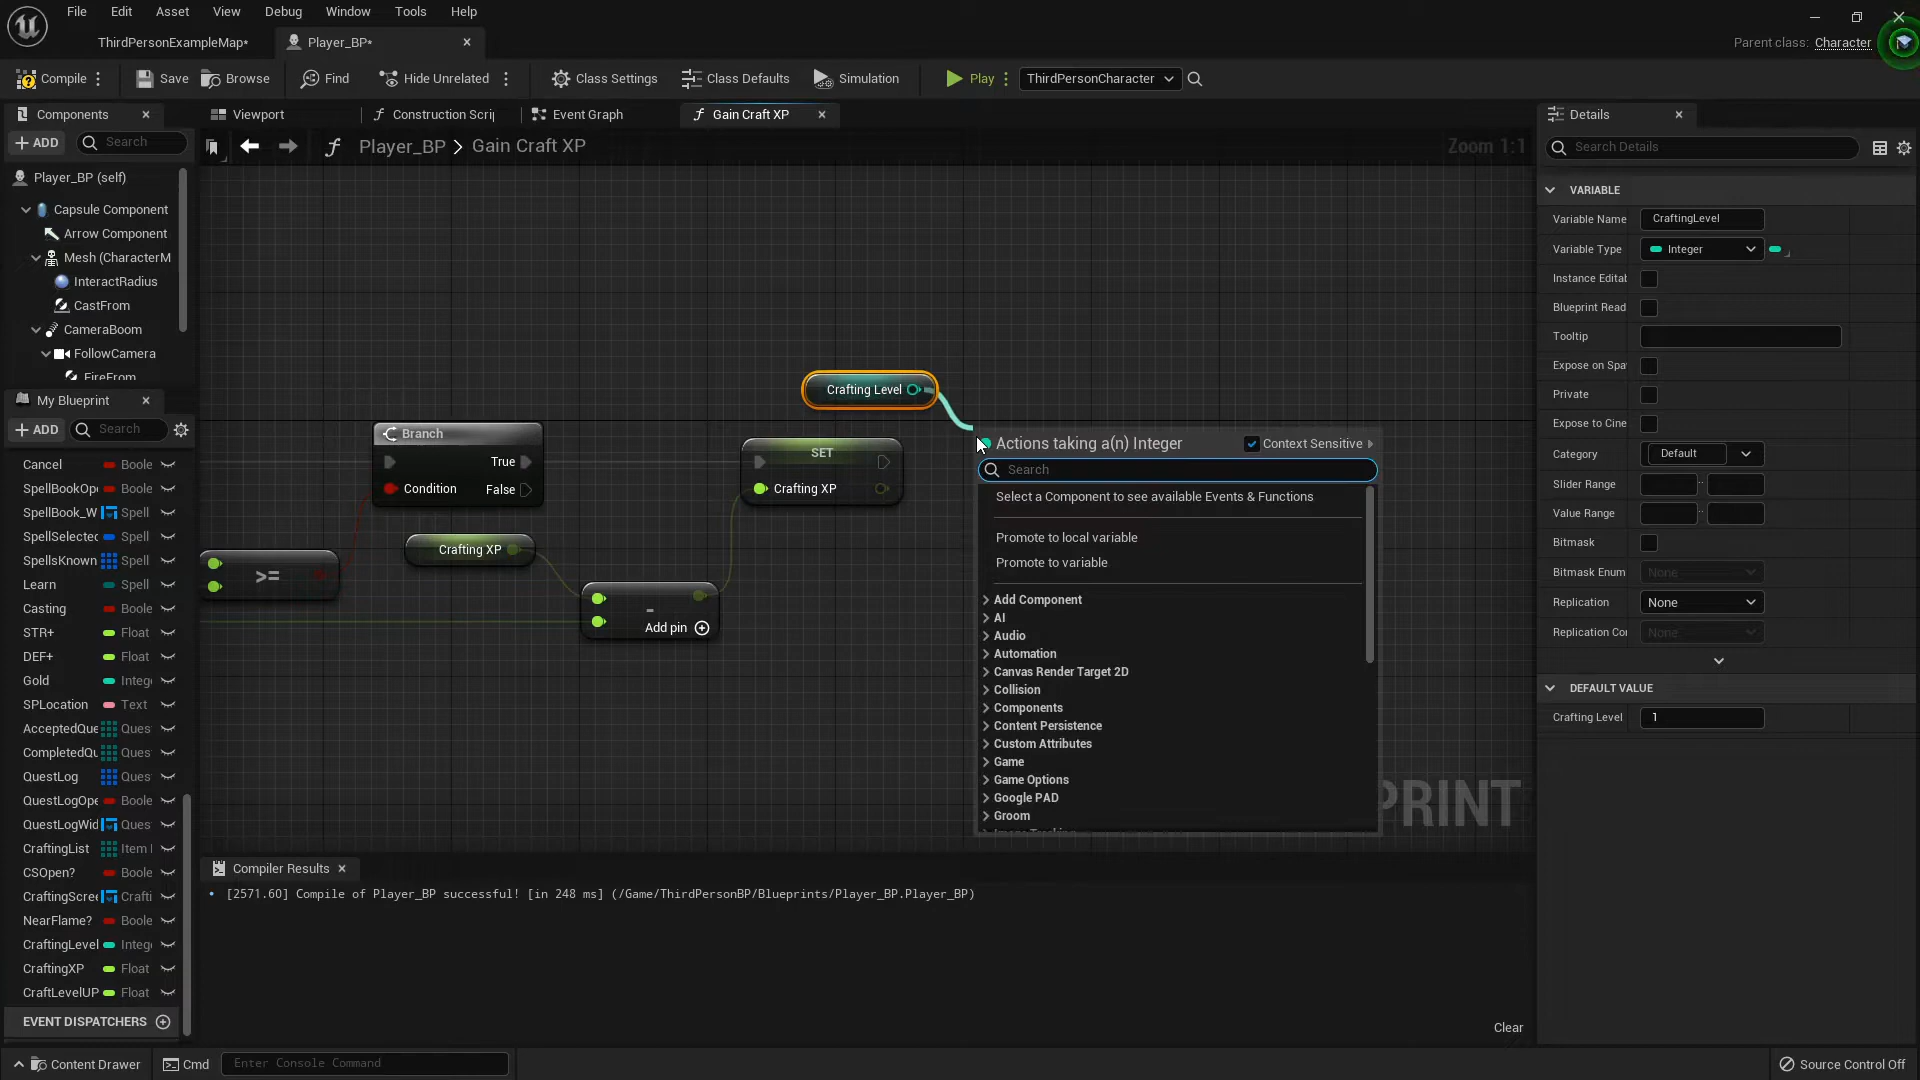 File Edit Asset View Debug Window Tools Help
ThirdPersonExampleMap*
Player_BP*
Parent class: Character
Compile
Save
Browse
Find
Hide Unrelated
Class Settings
Class Defaults
Simulation
Play
ThirdPersonCharacter
Components
ADD
Search
Player_BP (self)
Capsule Component
Arrow Component
Mesh (CharacterM
InteractRadius
CastFrom
CameraBoom
FollowCamera
FireFrom
My Blueprint
ADD
Search
Cancel Boole
SpellBookOpe Boole
SpellBook_W Spell
SpellSelected Spell
SpellsKnown Spell
Learn Spell
Casting Boole
STR+ Float
DEF+ Float
Gold Intege
SPLocation Text
AcceptedQue Ques
CompletedQu Ques
QuestLog Ques
QuestLogOpe Boole
QuestLogWid Ques
CraftingList Item
CSOpen? Boole
CraftingScree Crafti
NearFlame? Boole
CraftingLevel Intege
CraftingXP Float
CraftLevelUP Float
EVENT DISPATCHERS
Viewport
Construction Scrip
Event Graph
Gain Craft XP
Player_BP > Gain Craft XP
Zoom 1:1
Crafting Level
Branch
True
Condition
False
SET
Crafting XP
Crafting XP
>=
-
Add pin
Actions taking a(n) Integer
Context Sensitive
Search
Select a Component to see available Events & Functions
Promote to local variable
Promote to variable
Add Component
AI
Audio
Automation
Canvas Render Target 2D
Collision
Components
Content Persistence
Custom Attributes
Game
Game Options
Google PAD
Groom
PRINT
Compiler Results
[2571.60] Compile of Player_BP successful! [in 248 ms] (/Game/ThirdPersonBP/Blueprints/Player_BP.Player_BP)
Clear
Details
Search Details
VARIABLE
Variable Name CraftingLevel
Variable Type Integer
Instance Editab
Blueprint Read
Tooltip
Expose on Spa
Private
Expose to Cine
Category Default
Slider Range
Value Range
Bitmask
Bitmask Enum None
Replication None
Replication Co None
DEFAULT VALUE
Crafting Level 1
Content Drawer
Cmd
Enter Console Command
Source Control Off